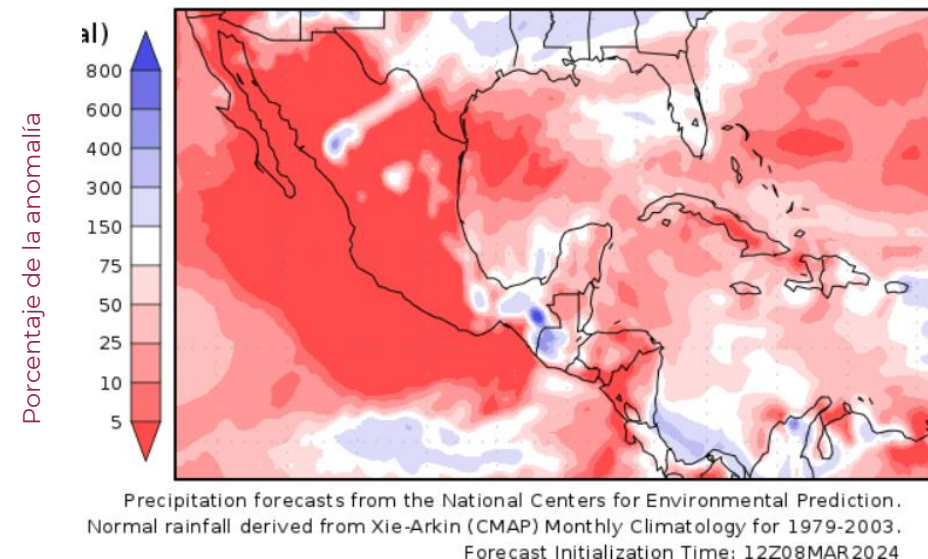 al)
Porcentaje de la anomalía
800
600
400
300
150
75
50
25
10
5
Precipitation forecasts from the National Centers for Environmental Prediction.
Normal rainfall derived from Xie-Arkin (CMAP) Monthly Climatology for 1979-2003.
Forecast Initialization Time: 12Z08MAR2024